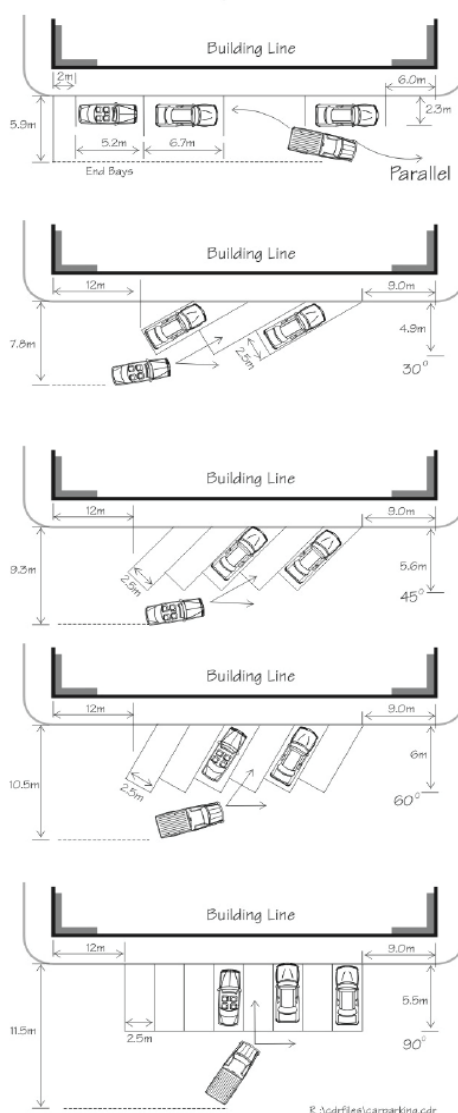 Building Line
2m
6.0m
5.9m
2.3m
5.2m
6.7m
End Bays
Parallel
Building Line
12m
9.0m
7.8m
4.9m
2.5m
30°
Building Line
12m
9.0m
9.3m
5.6m
2.5m
45°
Building Line
12m
9.0m
10.5m
6m
2.5m
60°
Building Line
12m
9.0m
11.5m
5.5m
2.5m
90°
R:\cdrfiles\carparking.cdr